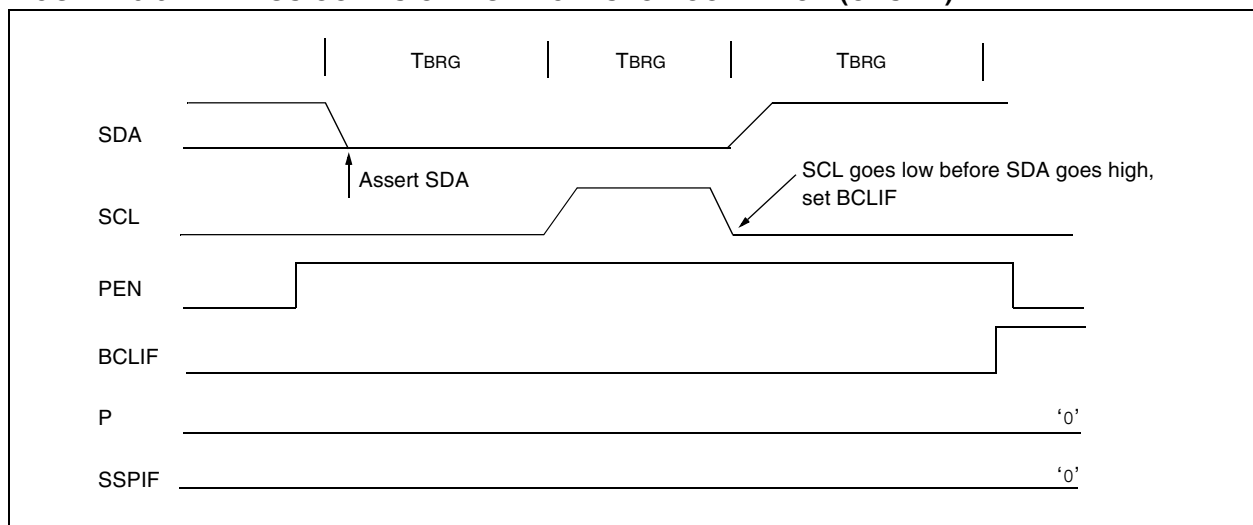 TBRG TBRG TBRG
SDA
Assert SDA
SCL goes low before SDA goes high,
set BCLIF
SCL
PEN
BCLIF
P '0'
SSPIF '0'